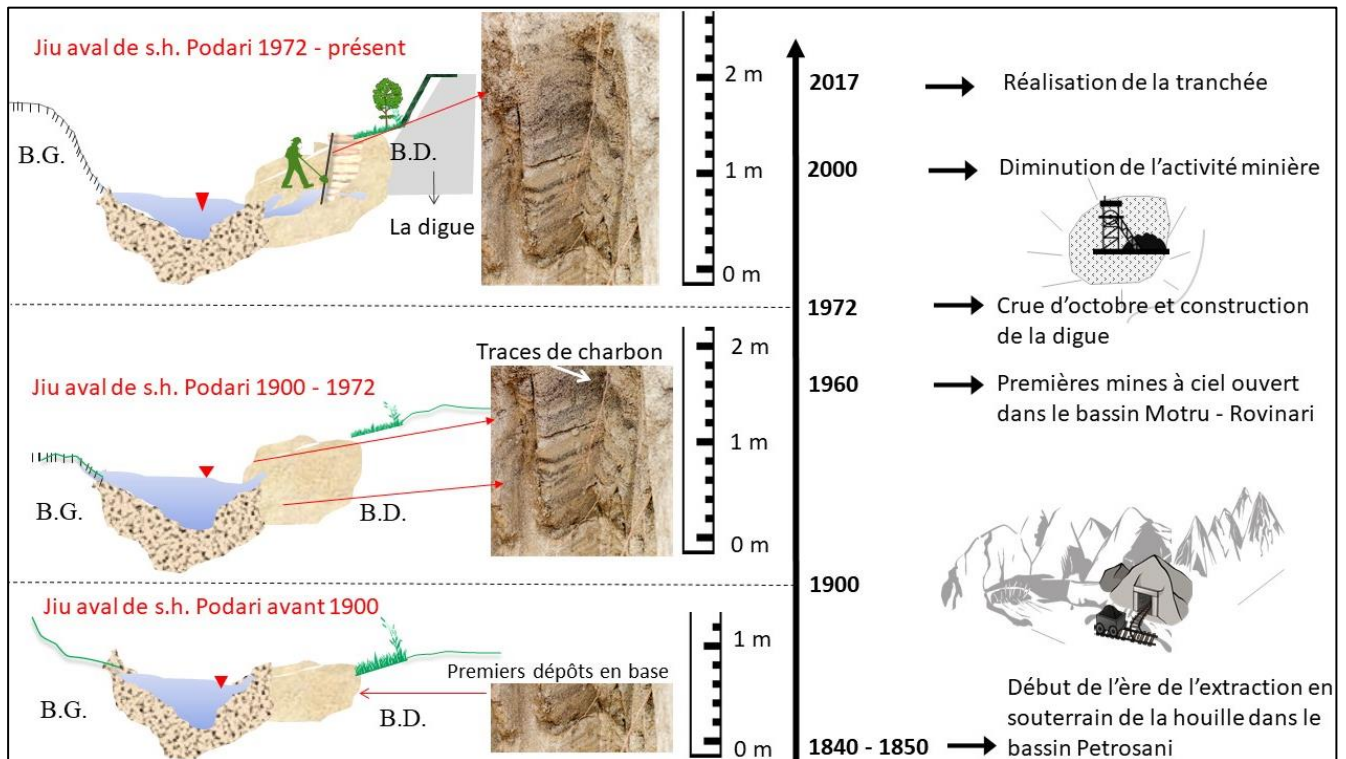 Jiu aval de s.h. Podari 1972 - présent
B.G.
B.D.
La digue
2 m
1 m
0 m
Jiu aval de s.h. Podari 1900 - 1972
Traces de charbon
B.G.
B.D.
2 m
1 m
0 m
Jiu aval de s.h. Podari avant 1900
Premiers dépôts en base
B.G.
B.D.
1 m
0 m
2017
Réalisation de la tranchée
2000
Diminution de l'activité minière
1972
Crue d'octobre et construction
de la digue
1960
Premières mines à ciel ouvert
dans le bassin Motru - Rovinari
1900
1840 - 1850
Début de l'ère de l'extraction en
souterrain de la houille dans le
bassin Petrosani